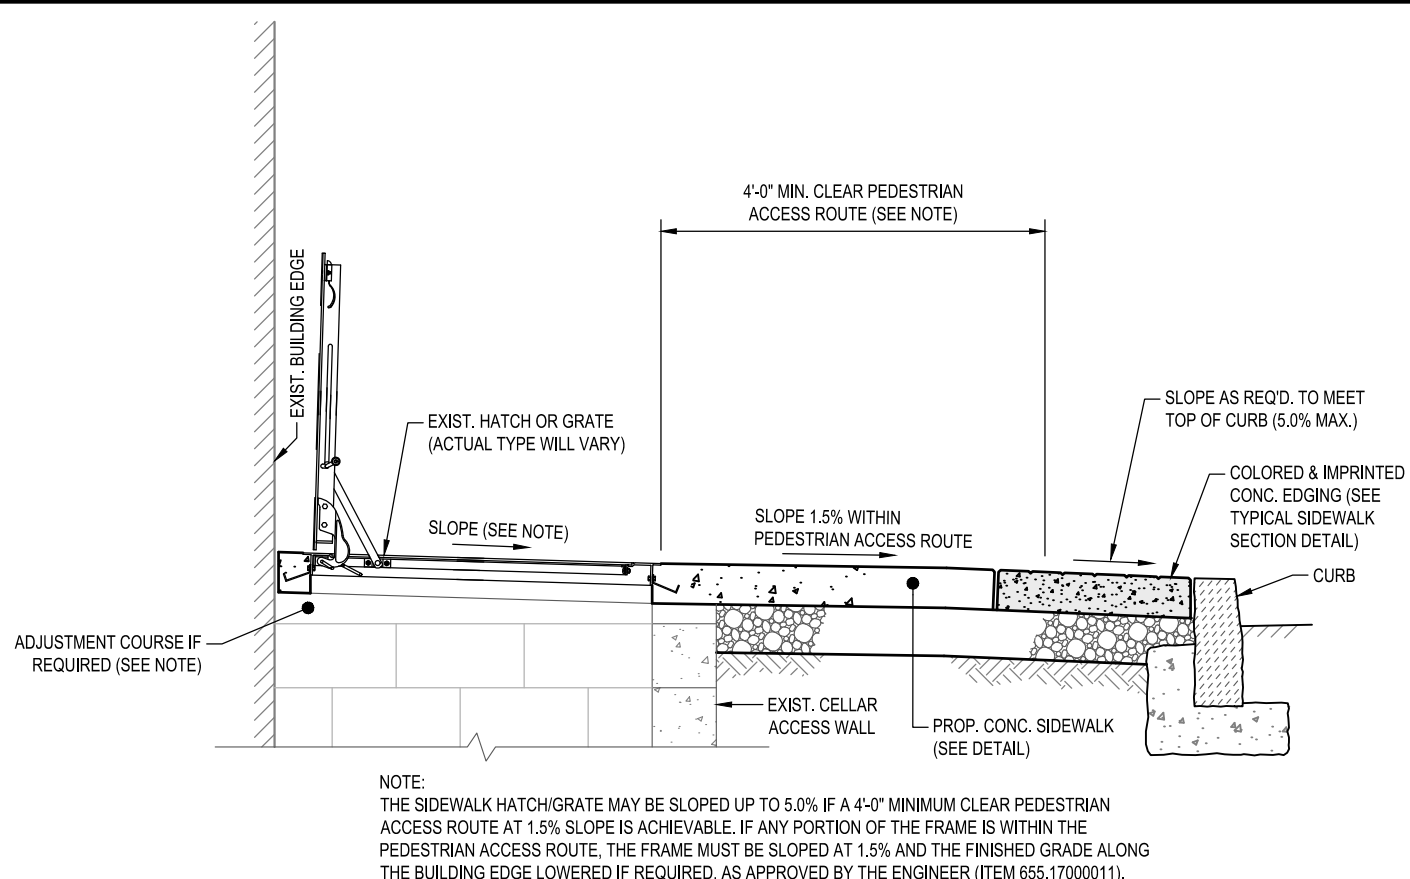 4'-0" MIN. CLEAR PEDESTRIAN
ACCESS ROUTE (SEE NOTE)
EXIST. BUILDING EDGE
EXIST. HATCH OR GRATE
(ACTUAL TYPE WILL VARY)
SLOPE AS REQ'D. TO MEET
TOP OF CURB (5.0% MAX.)
COLORED & IMPRINTED
CONC. EDGING (SEE
TYPICAL SIDEWALK
SECTION DETAIL)
SLOPE (SEE NOTE)
SLOPE 1.5% WITHIN
PEDESTRIAN ACCESS ROUTE
CURB
ADJUSTMENT COURSE IF
REQUIRED (SEE NOTE)
EXIST. CELLAR
ACCESS WALL
PROP. CONC. SIDEWALK
(SEE DETAIL)
NOTE:
THE SIDEWALK HATCH/GRATE MAY BE SLOPED UP TO 5.0% IF A 4'-0" MINIMUM CLEAR PEDESTRIAN
ACCESS ROUTE AT 1.5% SLOPE IS ACHIEVABLE. IF ANY PORTION OF THE FRAME IS WITHIN THE
PEDESTRIAN ACCESS ROUTE, THE FRAME MUST BE SLOPED AT 1.5% AND THE FINISHED GRADE ALONG
THE BUILDING EDGE LOWERED IF REQUIRED, AS APPROVED BY THE ENGINEER (ITEM 655.17000011).